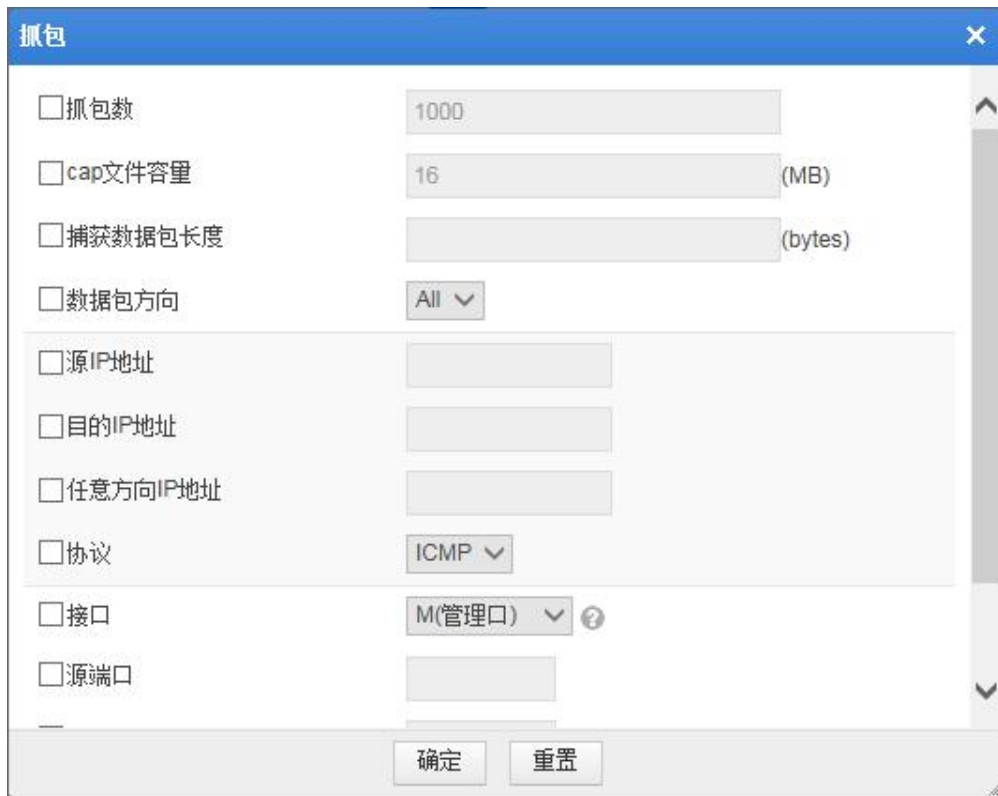 抓包
抓包数 1000
cap文件容量 16 (MB)
捕获数据包长度 (bytes)
数据包方向 All
源IP地址
目的IP地址
任意方向IP地址
协议 ICMP
接口 M(管理口)
源端口
确定 重置